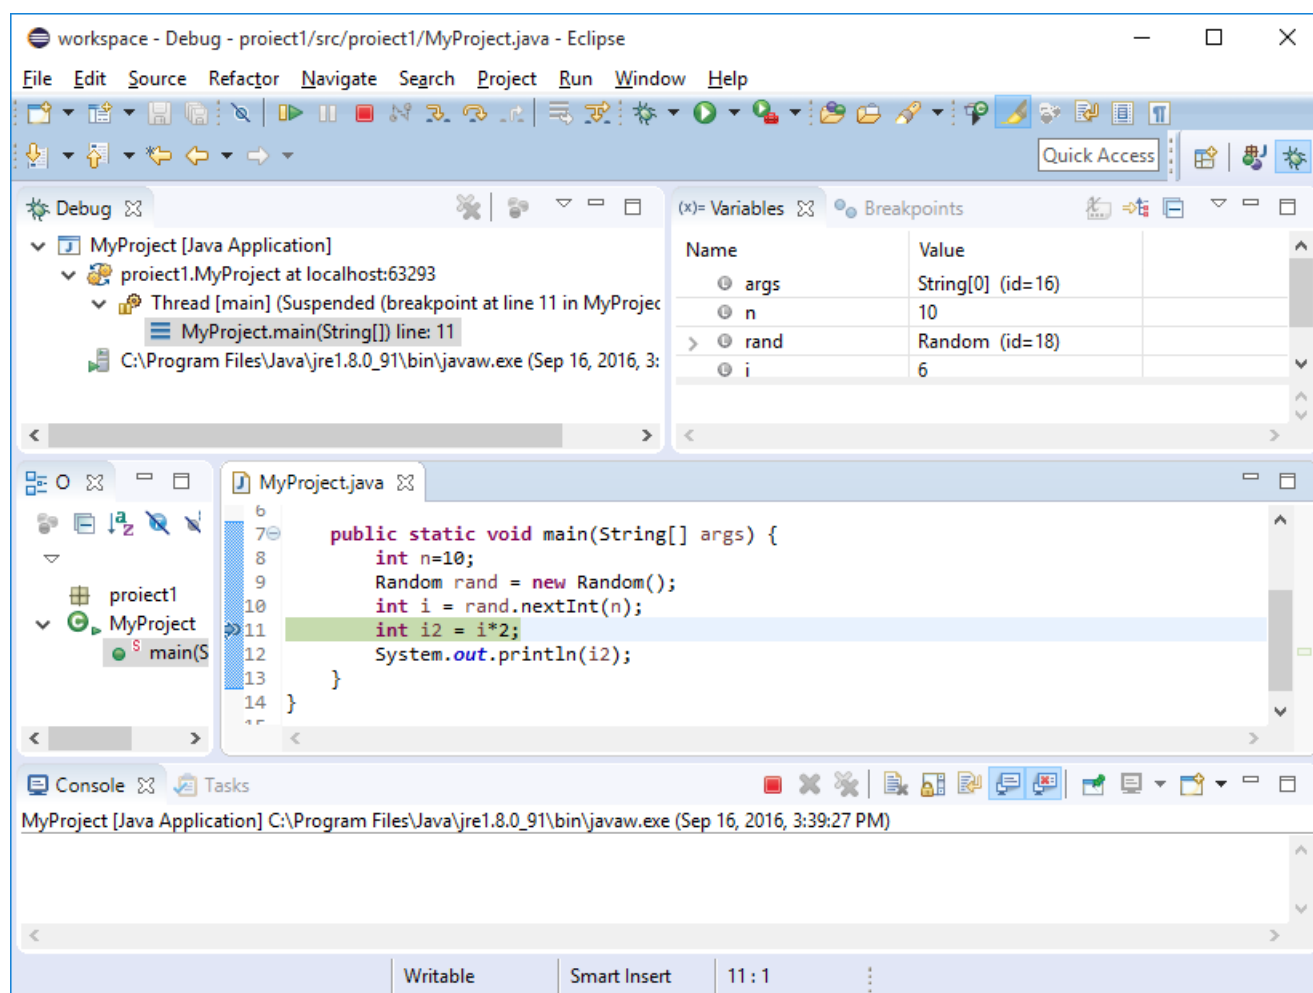 workspace - Debug - proiect1/src/proiect1/MyProject.java - Eclipse
File Edit Source Refactor Navigate Search Project Run Window Help
Quick Access
Debug
MyProject [Java Application]
proiect1.MyProject at localhost:63293
Thread [main] (Suspended (breakpoint at line 11 in MyProjec
MyProject.main(String[]) line: 11
C:\Program Files\Java\jre1.8.0_91\bin\javaw.exe (Sep 16, 2016, 3:
(x)= Variables Breakpoints
Name Value
args String[0] (id=16)
n 10
rand Random (id=18)
i 6
O
proiect1
MyProject
S main(S
MyProject.java
6
7 public static void main(String[] args) {
8 int n=10;
9 Random rand = new Random();
10 int i = rand.nextInt(n);
11 int i2 = i*2;
12 System.out.println(i2);
13 }
14 }
15
Console Tasks
MyProject [Java Application] C:\Program Files\Java\jre1.8.0_91\bin\javaw.exe (Sep 16, 2016, 3:39:27 PM)
Writable Smart Insert 11 : 1